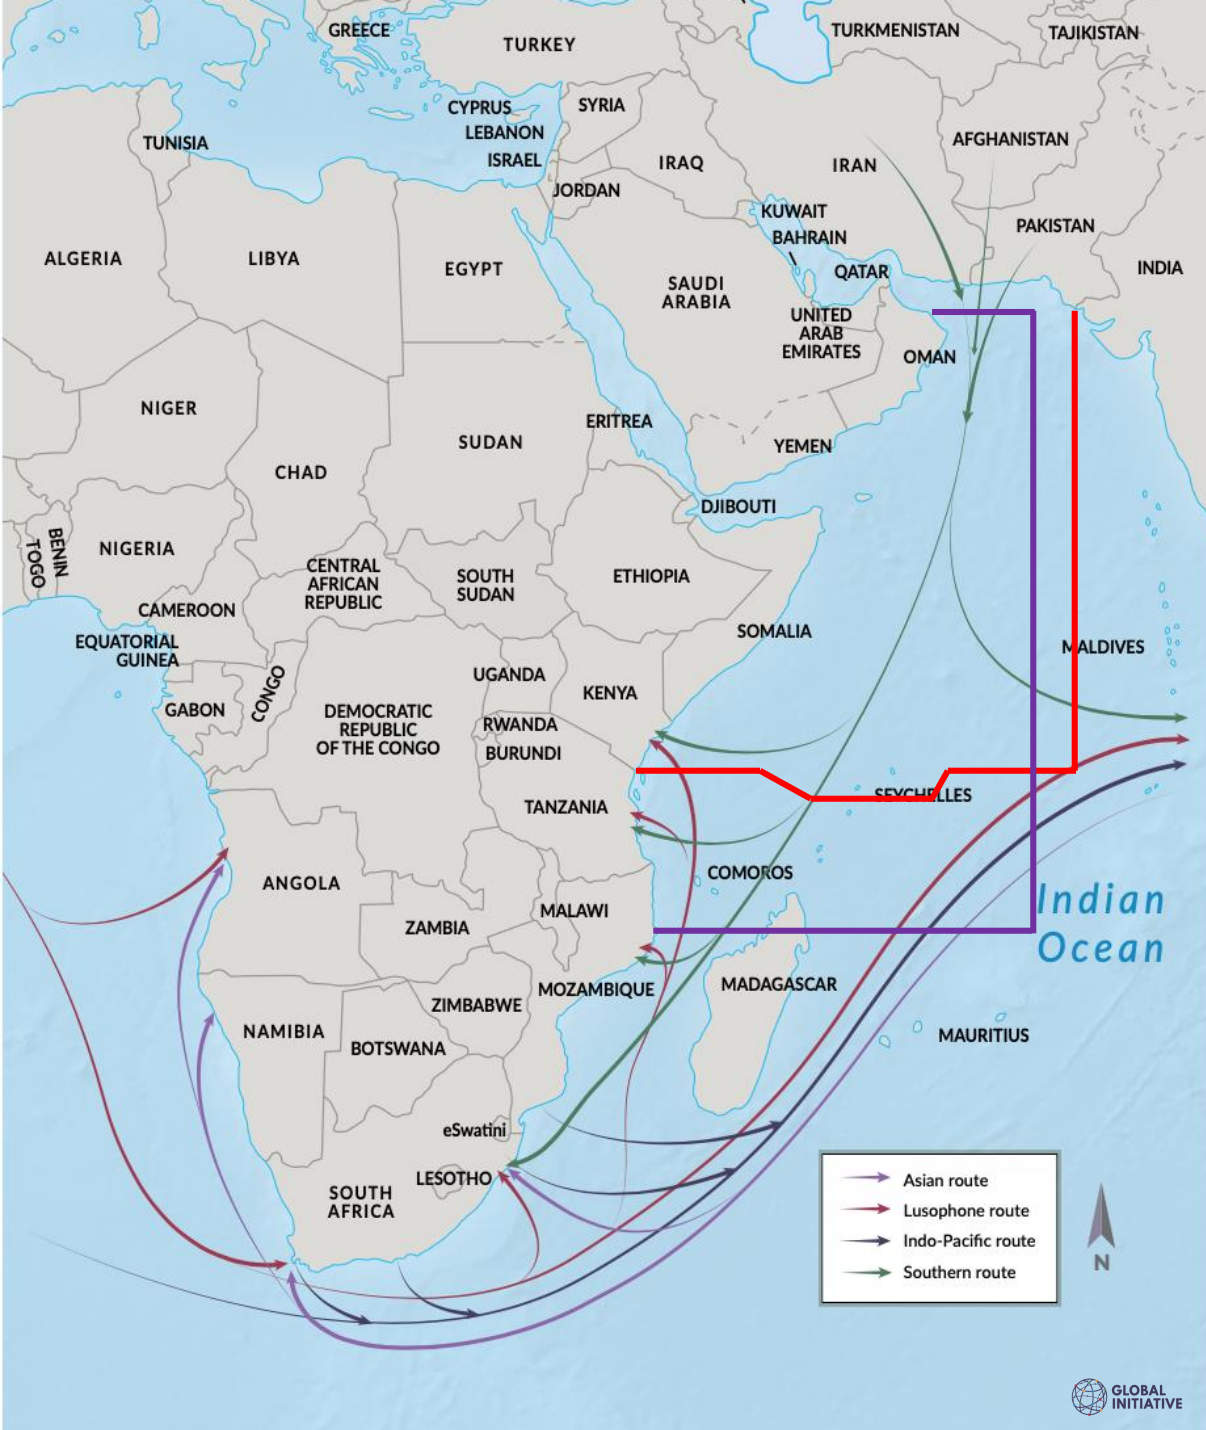 GREECE
TURKEY
TURKMENISTAN
TAJIKISTAN
CYPRUS
SYRIA
LEBANON
ISRAEL
TUNISIA
IRAQ
IRAN
AFGHANISTAN
JORDAN
KUWAIT
BAHRAIN
PAKISTAN
ALGERIA
LIBYA
EGYPT
SAUDI
ARABIA
QATAR
INDIA
UNITED
ARAB
EMIRATES
OMAN
NIGER
SUDAN
ERITREA
YEMEN
CHAD
DJIBOUTI
TOGO
BENIN
NIGERIA
CENTRAL
AFRICAN
REPUBLIC
SOUTH
SUDAN
ETHIOPIA
CAMEROON
EQUATORIAL
GUINEA
SOMALIA
MALDIVES
UGANDA
KENYA
GABON
CONGO
DEMOCRATIC
REPUBLIC
OF THE CONGO
RWANDA
BURUNDI
TANZANIA
SEYCHELLES
ANGOLA
COMOROS
MALAWI
ZAMBIA
Indian
Ocean
MOZAMBIQUE
MADAGASCAR
ZIMBABWE
NAMIBIA
BOTSWANA
MAURITIUS
eSwatini
LESOTHO
SOUTH
AFRICA
Asian route
Lusophone route
Indo-Pacific route
Southern route
N
GLOBAL
INITIATIVE